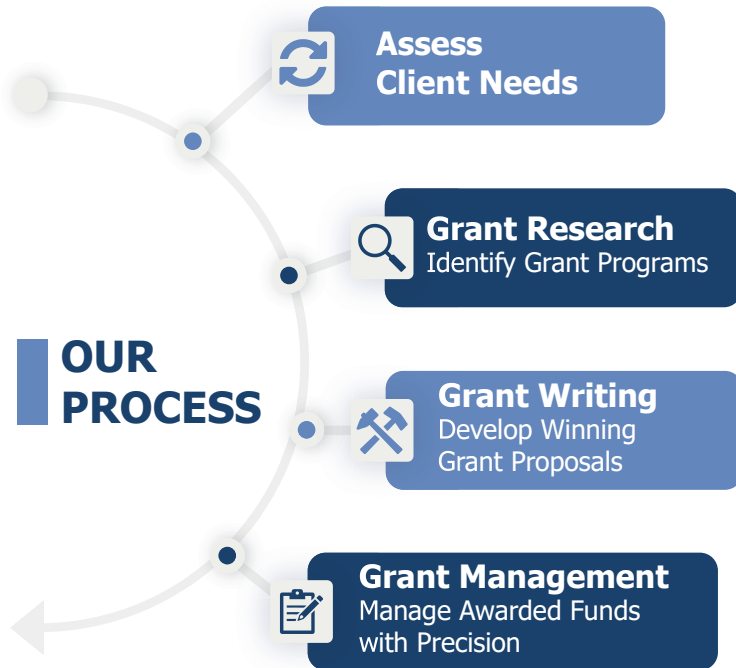 Assess
Client Needs
Grant Research
Identify Grant Programs
OUR
PROCESS
Grant Writing
Develop Winning
Grant Proposals
Grant Management
Manage Awarded Funds
with Precision